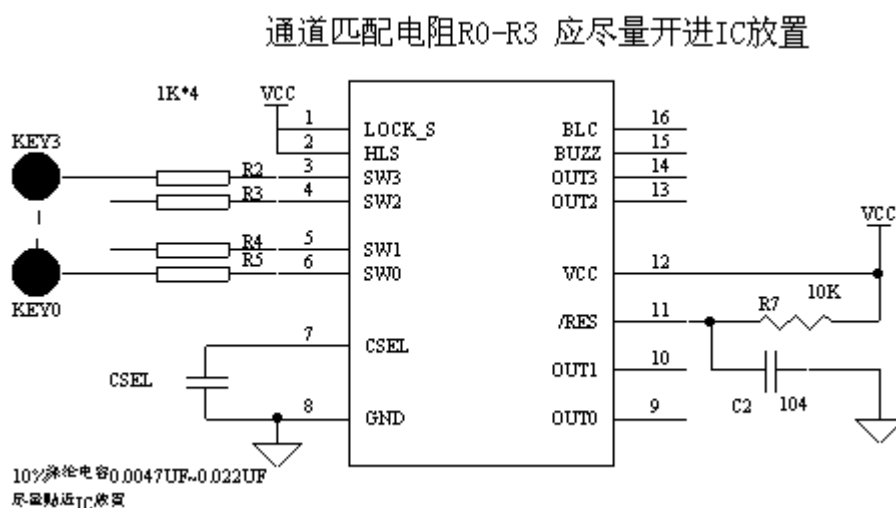 通道匹配电阻R0-R3 应尽量开进IC放置
1K*4
VCC
KEY3
R2
R3
R4
R5
KEY0
1
2
3
4
5
6
7
8
LOCK_S
HLS
SW3
SW2
SW1
SW0
CSEL
GND
BLC
BUZZ
OUT3
OUT2
VCC
/RES
OUT1
OUT0
16
15
14
13
12
11
10
9
VCC
R7
10K
C2
104
CSEL
10%涤纶电容0.0047UF~0.022UF
尽量贴近IC放置